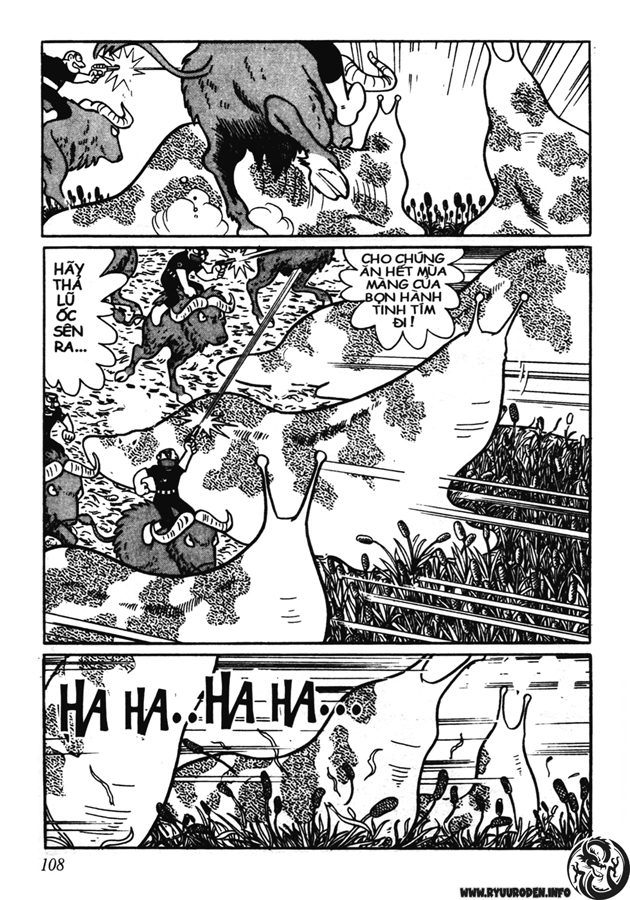 HÃY
THẢ
LŨ
ỐC
SÊN
RA...
CHO CHÚNG
ĂN HẾT MÙA
MÀNG CỦA
BỌN HÀNH
TINH TÍM
ĐI!
HA HA..HA HA...
108
WWW.RYUURODEN.INFO